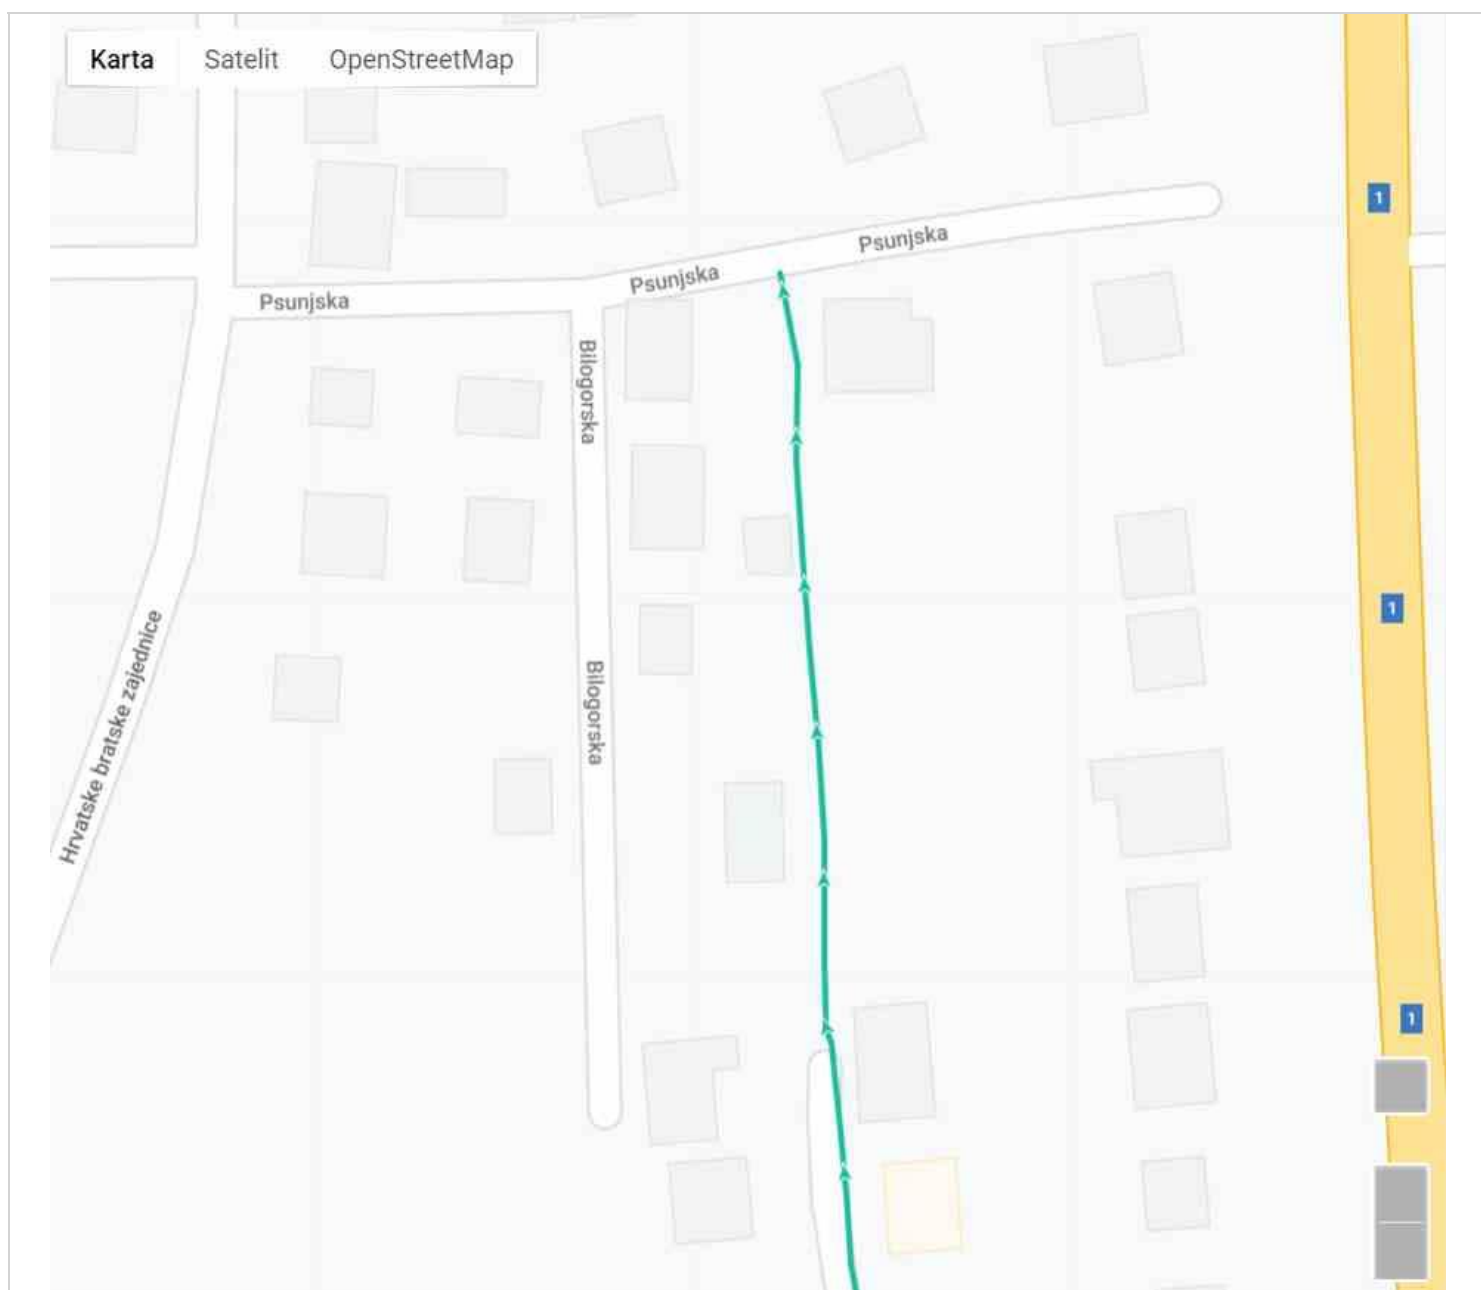 Karta Satelit OpenStreetMap
1
Psunjska
Psunjska
Psunjska
Bilogorska
1
Hrvatske bratske zajednice
Bilogorska
1